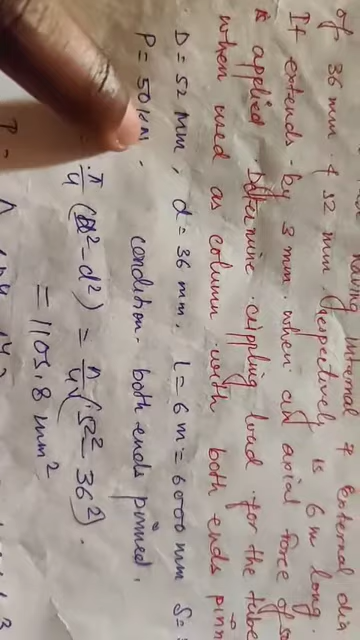 having internal & external dia
of 36 mm & 52 mm respectively is 6m long.
It extends by 3 mm when an axial force of
is applied. Determine crippling load for the tube
when used as column with both ends pinn
D = 52 mm, d = 36 mm, l = 6 m = 6000 mm S =
P = 50 KN. condition. both ends pinned.
π/4 (D² - d²) = π/4 (52² - 36²).
= 1105.8 mm²